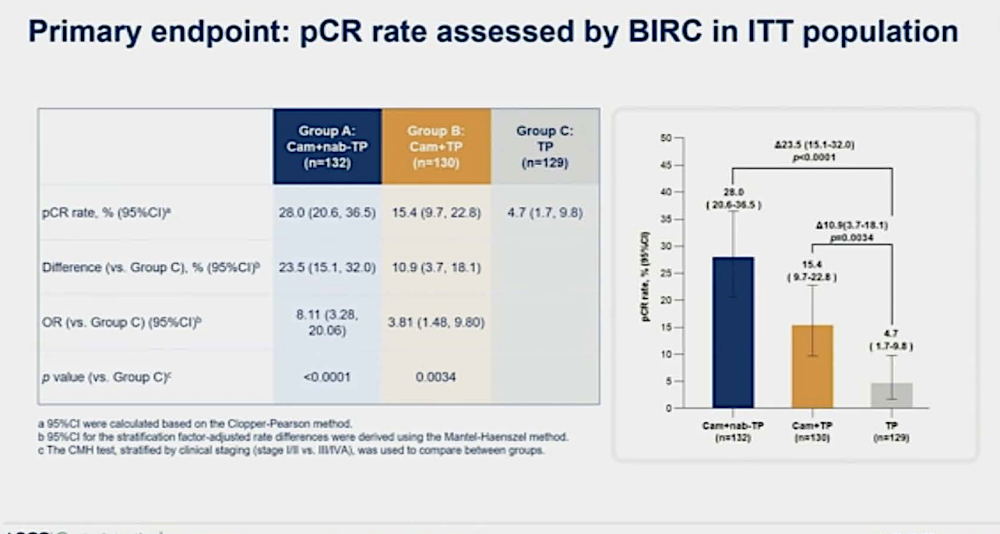 Primary endpoint: pCR rate assessed by BIRC in ITT population
Group A:
Cam+nab-TP
(n=132)
Group B:
Cam+TP
(n=130)
Group C:
TP
(n=129)
pCR rate, % (95%CI)ᵃ
28.0 (20.6, 36.5)
15.4 (9.7, 22.8)
4.7 (1.7, 9.8)
Difference (vs. Group C), % (95%CI)ᵇ
23.5 (15.1, 32.0)
10.9 (3.7, 18.1)
OR (vs. Group C) (95%CI)ᵇ
8.11 (3.28,
20.06)
3.81 (1.48, 9.80)
p value (vs. Group C)ᶜ
<0.0001
0.0034
a 95%CI were calculated based on the Clopper-Pearson method.
b 95%CI for the stratification factor-adjusted rate differences were derived using the Mantel-Haenszel method.
c The CMH test, stratified by clinical staging (stage I/II vs. III/IVA), was used to compare between groups.
pCR rate, % (95%CI)
50
45
40
35
30
25
20
15
10
5
0
Δ23.5 (15.1-32.0)
p<0.0001
28.0
( 20.6-36.5 )
Δ10.9(3.7-18.1)
p=0.0034
15.4
( 9.7-22.8 )
4.7
( 1.7-9.8 )
Cam+nab-TP
(n=132)
Cam+TP
(n=130)
TP
(n=129)